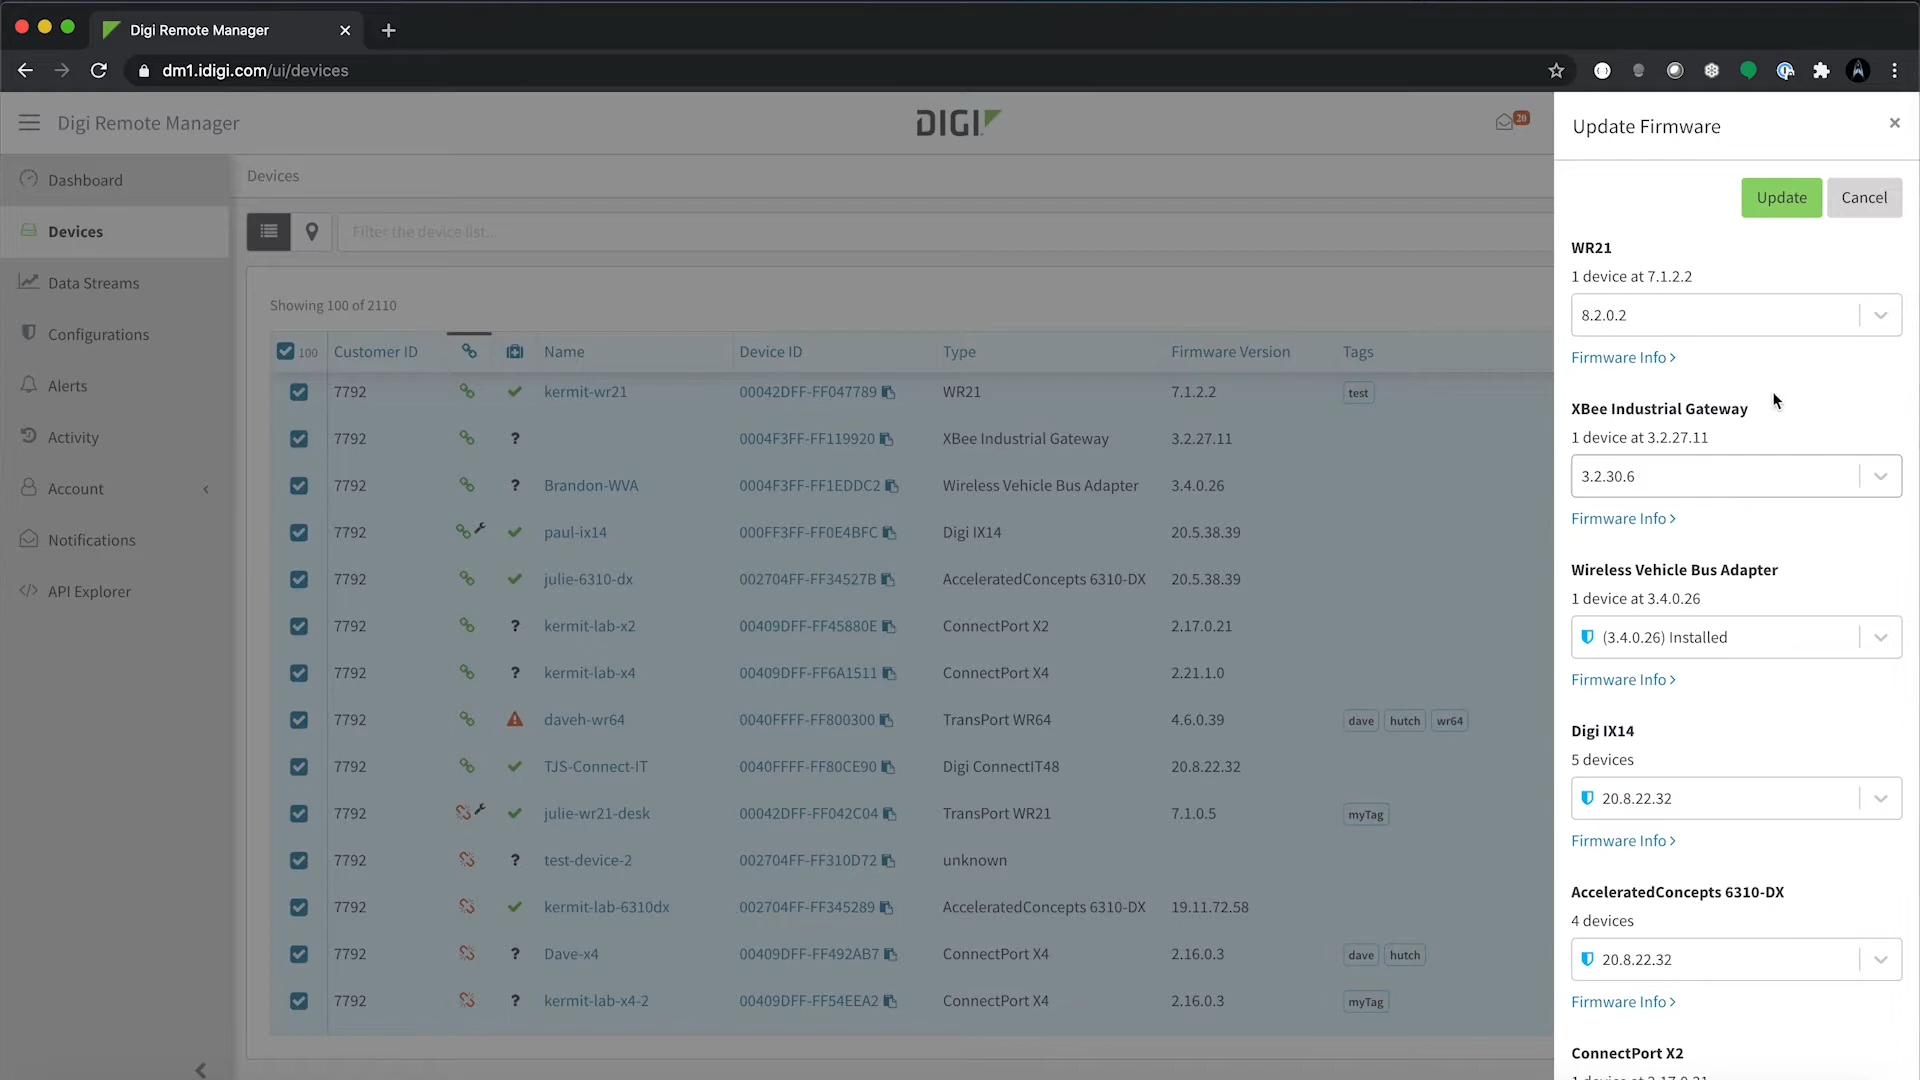 Digi Remote Manager
dm1.idigi.com/ui/devices
Digi Remote Manager
DIGI
20
Dashboard
Devices
Data Streams
Configurations
Alerts
Activity
Account
Notifications
API Explorer
Devices
Filter the device list...
Showing 100 of 2110
100 Customer ID Name Device ID Type Firmware Version Tags
7792 kermit-wr21 00042DFF-FF047789 WR21 7.1.2.2 test
7792 ? 0004F3FF-FF119920 XBee Industrial Gateway 3.2.27.11
7792 ? Brandon-WVA 0004F3FF-FF1EDDC2 Wireless Vehicle Bus Adapter 3.4.0.26
7792 paul-ix14 000FF3FF-FF0E4BFC Digi IX14 20.5.38.39
7792 julie-6310-dx 002704FF-FF34527B AcceleratedConcepts 6310-DX 20.5.38.39
7792 ? kermit-lab-x2 00409DFF-FF45880E ConnectPort X2 2.17.0.21
7792 ? kermit-lab-x4 00409DFF-FF6A1511 ConnectPort X4 2.21.1.0
7792 daveh-wr64 0040FFFF-FF800300 TransPort WR64 4.6.0.39 dave hutch wr64
7792 TJS-Connect-IT 0040FFFF-FF80CE90 Digi ConnectIT48 20.8.22.32
7792 julie-wr21-desk 00042DFF-FF042C04 TransPort WR21 7.1.0.5 myTag
7792 ? test-device-2 002704FF-FF310D72 unknown
7792 kermit-lab-6310dx 002704FF-FF345289 AcceleratedConcepts 6310-DX 19.11.72.58
7792 ? Dave-x4 00409DFF-FF492AB7 ConnectPort X4 2.16.0.3 dave hutch
7792 ? kermit-lab-x4-2 00409DFF-FF54EEA2 ConnectPort X4 2.16.0.3 myTag
Update Firmware
Update Cancel
WR21
1 device at 7.1.2.2
8.2.0.2
Firmware Info
XBee Industrial Gateway
1 device at 3.2.27.11
3.2.30.6
Firmware Info
Wireless Vehicle Bus Adapter
1 device at 3.4.0.26
(3.4.0.26) Installed
Firmware Info
Digi IX14
5 devices
20.8.22.32
Firmware Info
AcceleratedConcepts 6310-DX
4 devices
20.8.22.32
Firmware Info
ConnectPort X2